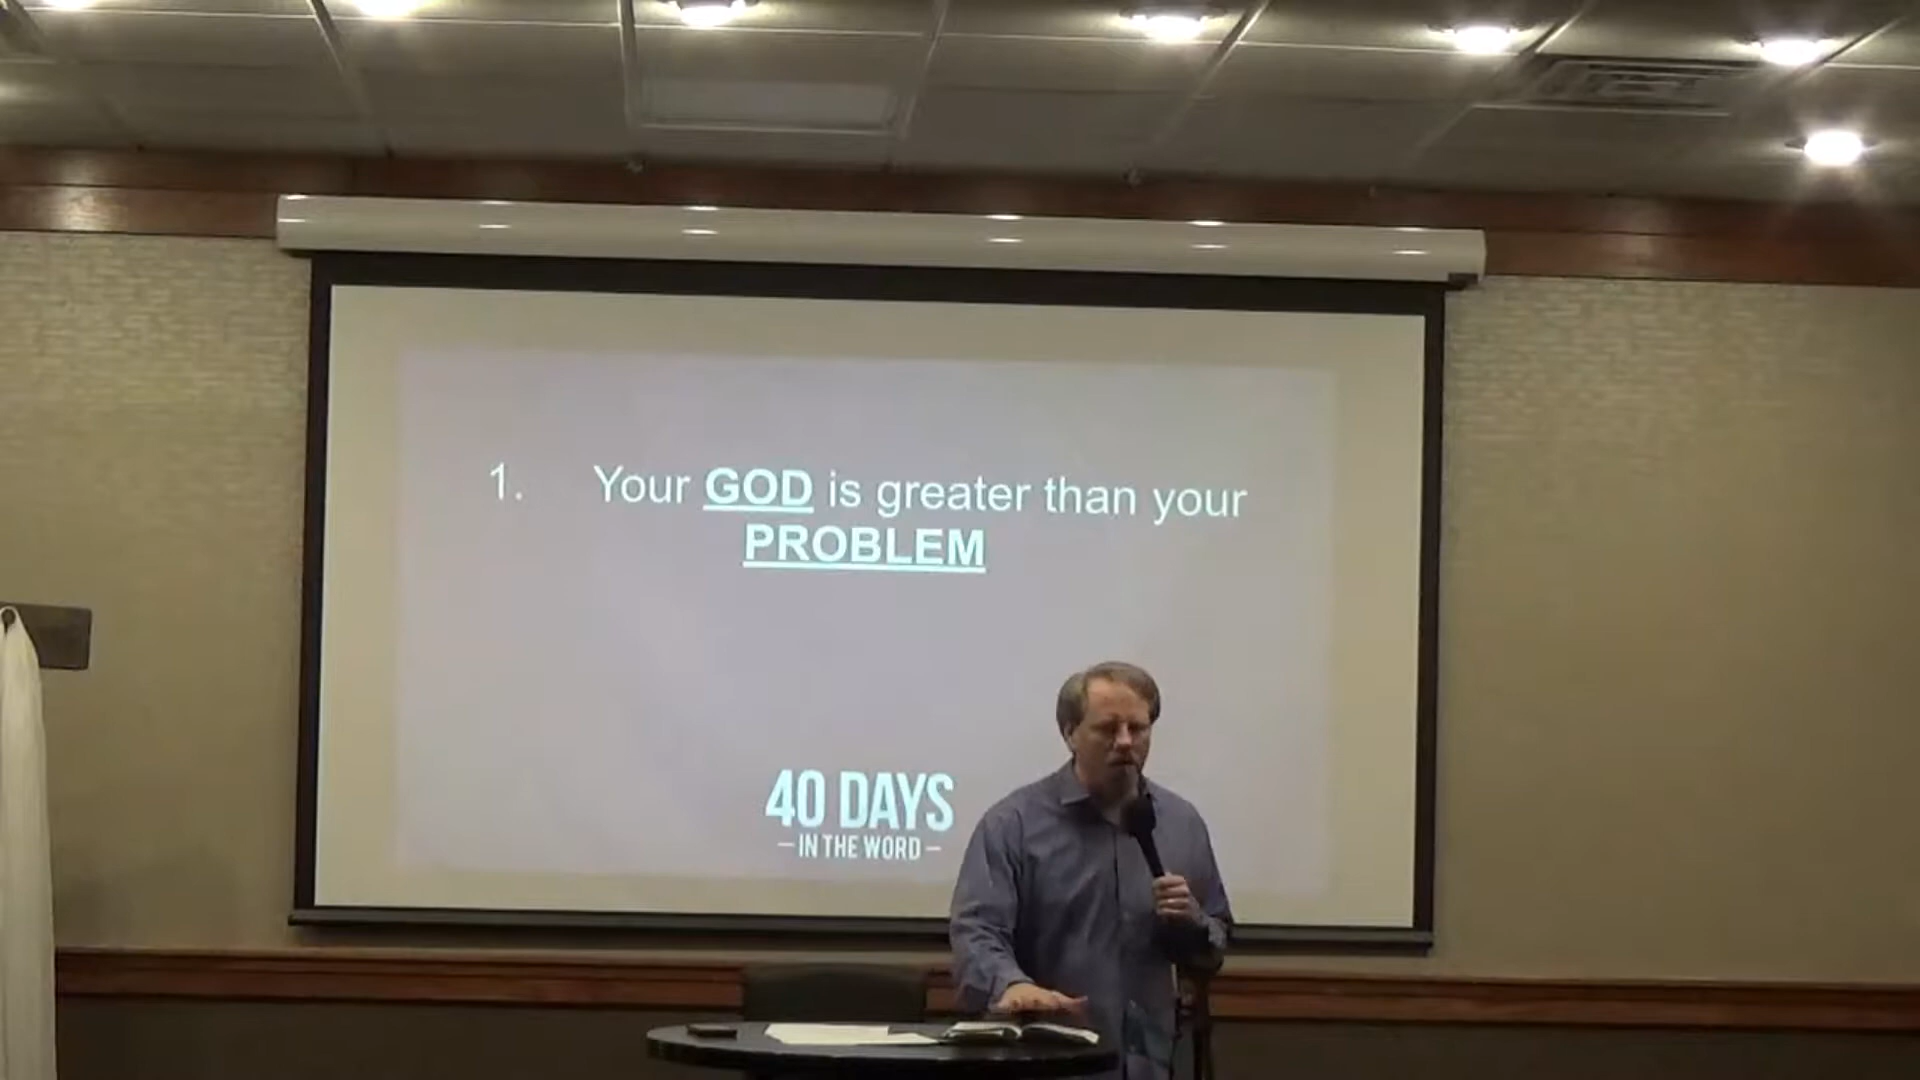 1. Your GOD is greater than your
PROBLEM
40 DAYS
— IN THE WORD —